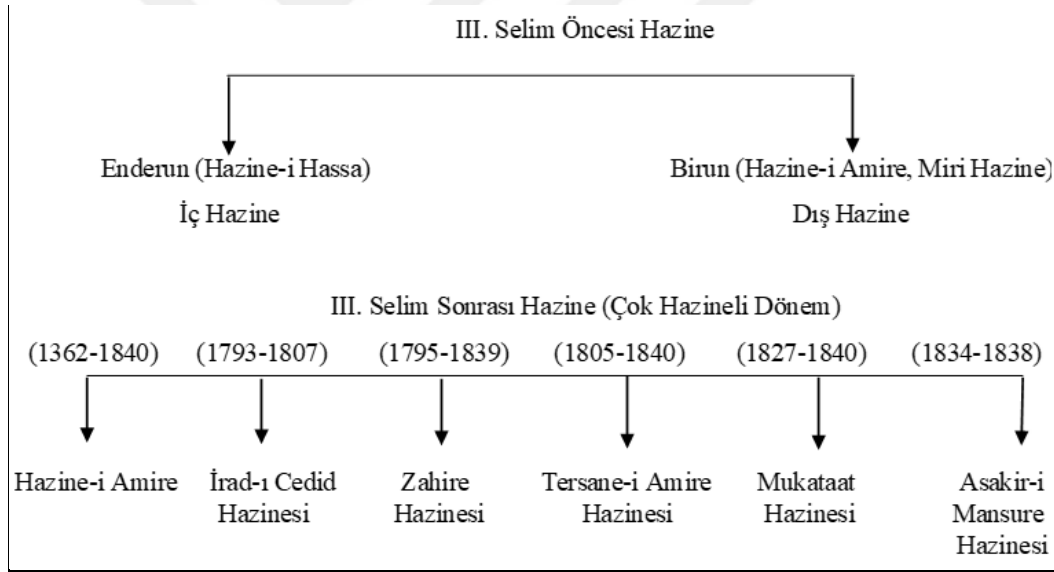 III. Selim Öncesi Hazine
Enderun (Hazine-i Hassa) Birun (Hazine-i Amire, Miri Hazine)
İç Hazine Dış Hazine
III. Selim Sonrası Hazine (Çok Hazineli Dönem)
(1362-1840) (1793-1807) (1795-1839) (1805-1840) (1827-1840) (1834-1838)
Hazine-i Amire İrad-ı Cedid Zahire Tersane-i Amire Mukataat Asakir-i
Hazinesi Hazinesi Hazinesi Hazinesi Mansure
Hazinesi